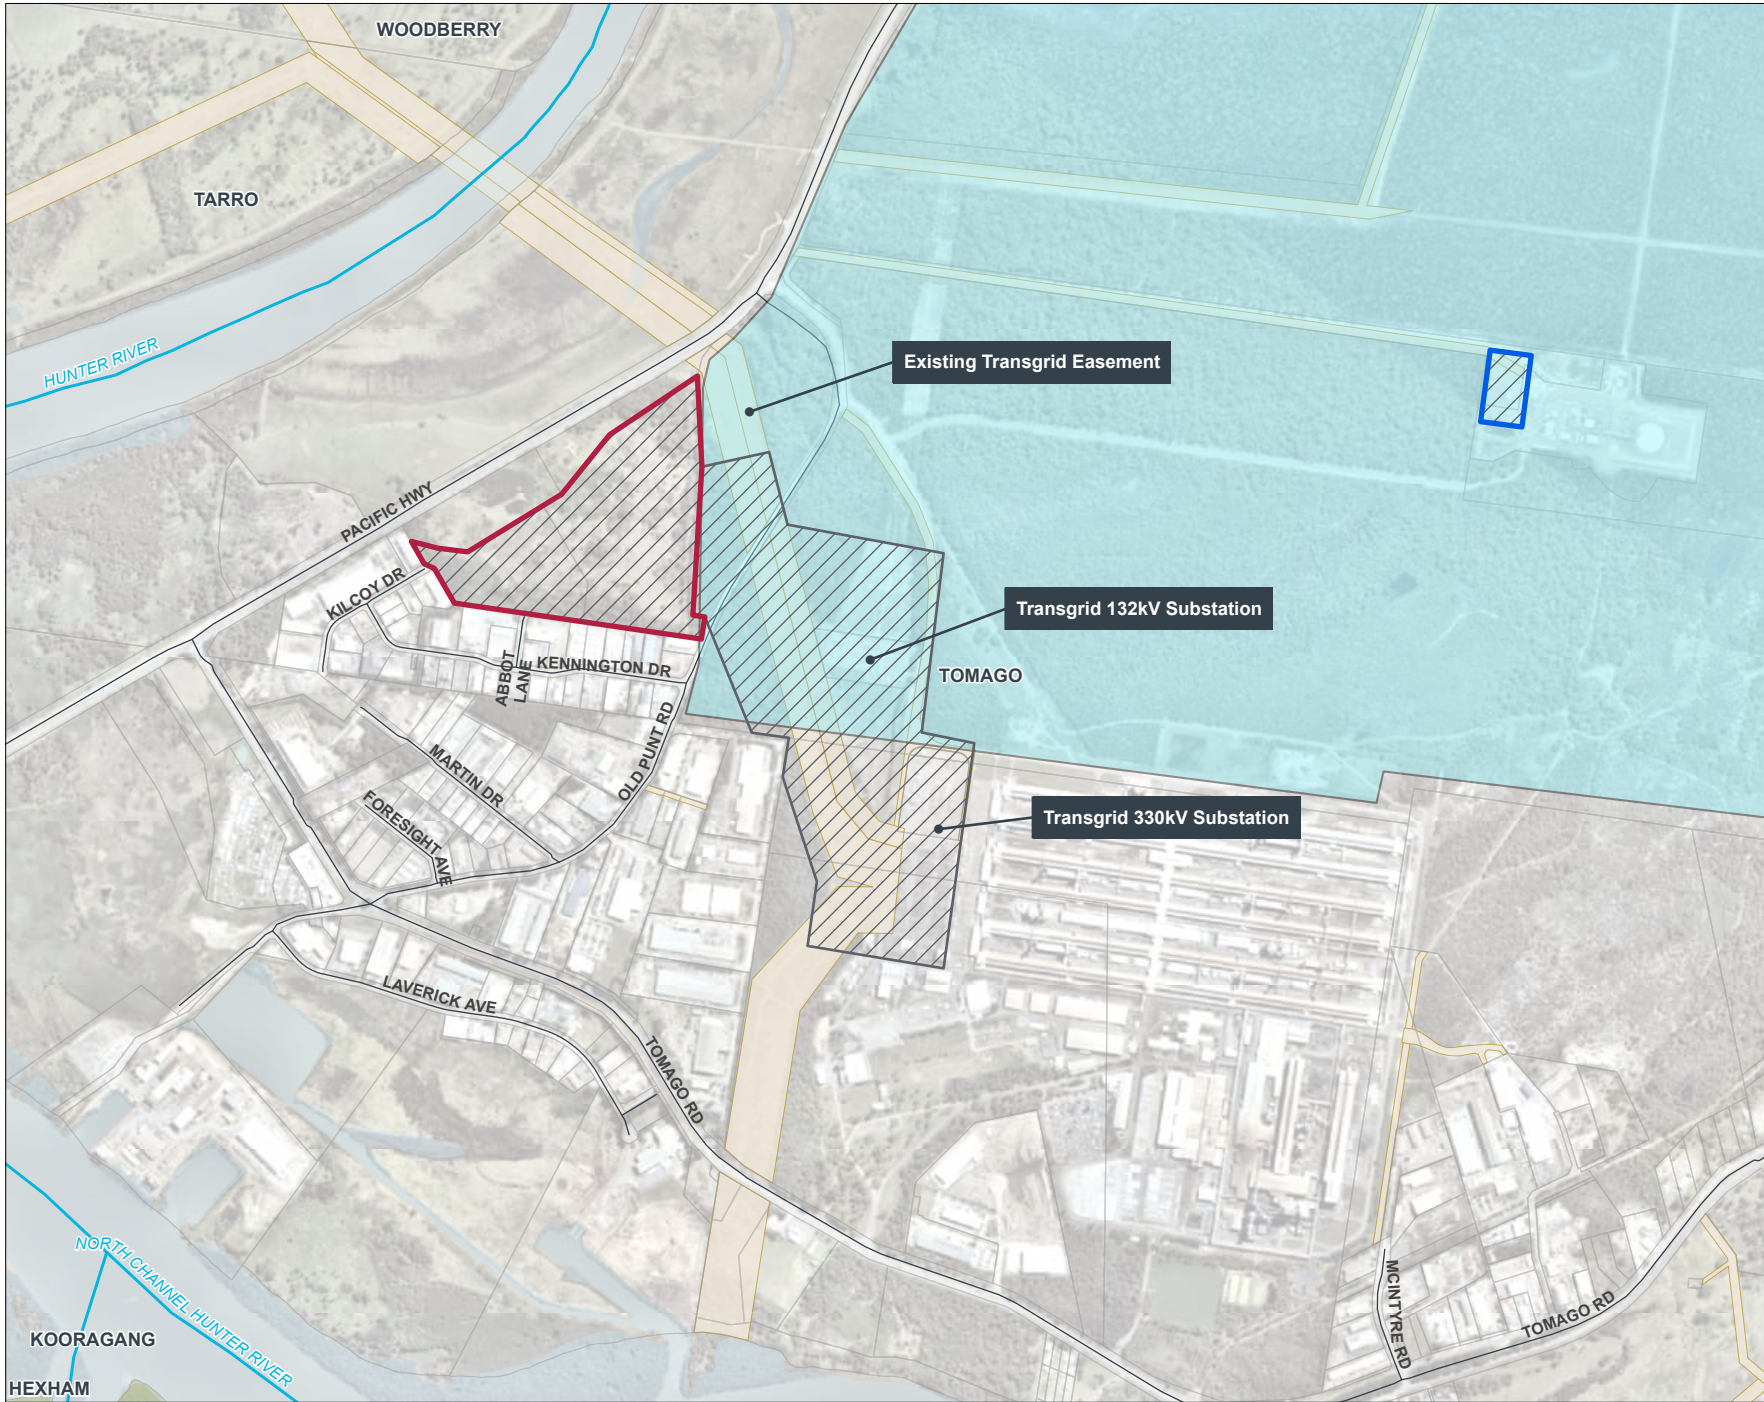 WOODBERRY
TARRO
HUNTER RIVER
Existing Transgrid Easement
PACIFIC HWY
KILCOY DR
Transgrid 132kV Substation
ABBOT
LANE
KENNINGTON DR
TOMAGO
OLD PUNT RD
MARTIN DR
FORESIGHT AVE
Transgrid 330kV Substation
LAVERICK AVE
TOMAGO RD
NORTH CHANNEL HUNTER RIVER
MCINTYRE RD
TOMAGO RD
KOORAGANG
HEXHAM